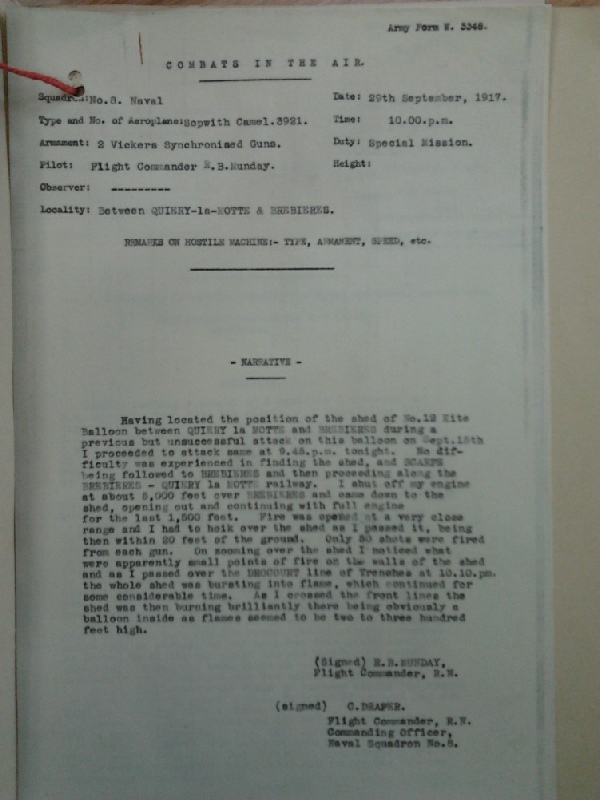 Army Form W. 3348.
COMBATS IN THE AIR.
Squadron: No.8. Naval
Date: 29th September, 1917.
Type and No. of Aeroplane: Sopwith Camel.3921.
Time: 10.00.p.m.
Armament: 2 Vickers Synchronised Guns.
Duty: Special Mission.
Pilot: Flight Commander R.B.Munday.
Height:
Observer: ---------
Locality: Between QUIERY-la-MOTTE & BREBIERES.
REMARKS ON HOSTILE MACHINE:- TYPE, ARMAMENT, SPEED, etc.
- NARRATIVE -
Having located the position of the shed of No.12 Kite
Balloon between QUIERY la MOTTE and BREBIERES during a
previous but unsuccessful attack on this balloon on Sept.
I proceeded to attack same at 9.45.p.m. tonight. No dif-
ficulty was experienced in finding the shed, and SCARPE
being followed to BREBIERES and then proceeding along the
BREBIERES - QUIERY la MOTTE railway. I shut off my engine
at about 5,000 feet over BREBIERES and came down to the
shed, opening out and continuing with full engine
for the last 1,500 feet. Fire was opened at a very close
range and I had to hoik over the shed as I passed it, being
then within 20 feet of the ground. Only 50 shots were fired
from each gun. On zooming over the shed I noticed what
were apparently small points of fire on the walls of the shed
and as I passed over the DROCOURT line of Trenches at 10.10.pm.
the whole shed was bursting into flame, which continued for
some considerable time. As I crossed the front lines the
shed was then burning brilliantly there being obviously a
balloon inside as flames seemed to be two to three hundred
feet high.
(Signed) R.B.MUNDAY,
Flight Commander, R.N.
(signed) C.DRAPER.
Flight Commander, R.N.
Commanding Officer,
Naval Squadron No.8.